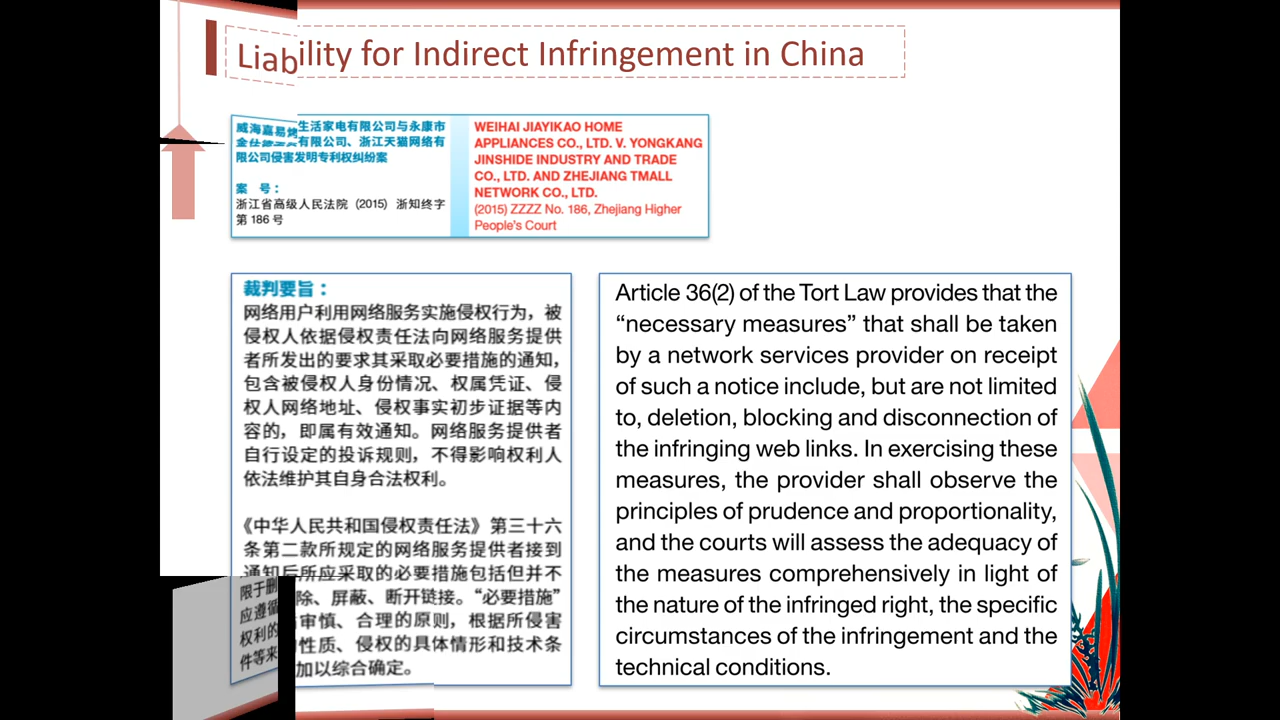 Liability for Indirect Infringement in China
威海嘉易烤生活家电有限公司与永康市
金仕德工贸有限公司、浙江天猫网络有
限公司侵害发明专利权纠纷案
案 号：
浙江省高级人民法院（2015）浙知终字
第 186 号
WEIHAI JIAYIKAO HOME
APPLIANCES CO., LTD. V. YONGKANG
JINSHIDE INDUSTRY AND TRADE
CO., LTD. AND ZHEJIANG TMALL
NETWORK CO., LTD.
(2015) ZZZZ No. 186, Zhejiang Higher
People's Court
裁判要旨：
网络用户利用网络服务实施侵权行为，被
侵权人依据侵权责任法向网络服务提供
者所发出的要求其采取必要措施的通知，
包含被侵权人身份情况、权属凭证、侵
权人网络地址、侵权事实初步证据等内
容的，即属有效通知。网络服务提供者
自行设定的投诉规则，不得影响权利人
依法维护其自身合法权利。
《中华人民共和国侵权责任法》第三十六
条第二款所规定的网络服务提供者接到
通知后所应采取的必要措施包括但并不
限于删除、屏蔽、断开链接。“必要措施”
应遵循审慎、合理的原则，根据所侵害
权利的性质、侵权的具体情形和技术条
件等来加以综合确定。
Article 36(2) of the Tort Law provides that the
“necessary measures” that shall be taken
by a network services provider on receipt
of such a notice include, but are not limited
to, deletion, blocking and disconnection of
the infringing web links. In exercising these
measures, the provider shall observe the
principles of prudence and proportionality,
and the courts will assess the adequacy of
the measures comprehensively in light of
the nature of the infringed right, the specific
circumstances of the infringement and the
technical conditions.